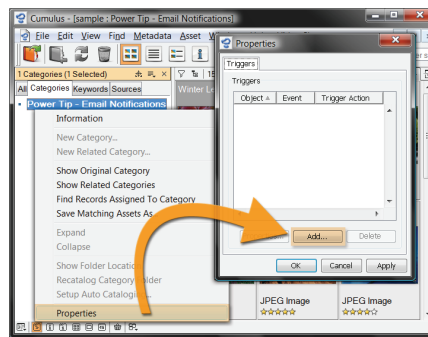 Cumulus - [sample : Power Tip - Email Notifications]
File Edit View Find Metadata Asset
1 Categories (1 Selected)
All Categories Keywords Sources
Winter Le
Power Tip - Email Notifications
Information
New Category...
New Related Category...
Show Original Category
Show Related Categories
Find Records Assigned To Category
Save Matching Assets As
Expand
Collapse
Show Folder Location
Recatalog Category Folder
Setup Auto Cataloging
Properties
Properties
Triggers
Triggers
Object Event Trigger Action
Add... Delete
OK Cancel Apply
JPEG Image JPEG Image